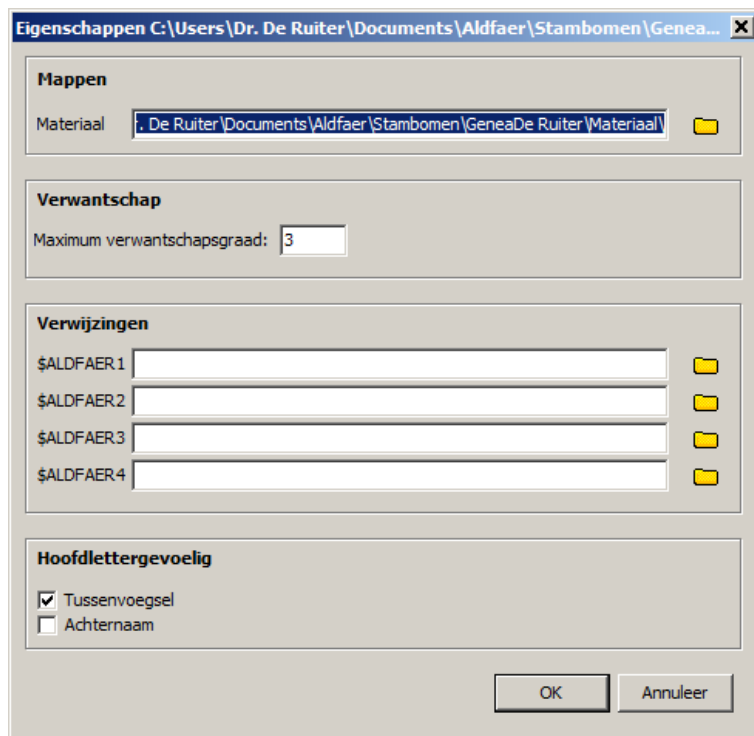 Eigenschappen C:\Users\Dr. De Ruiter\Documents\Aldfaer\Stambomen\Genea...
Mappen
Materiaal r. De Ruiter\Documents\Aldfaer\Stambomen\GeneaDe Ruiter\Materiaal\
Verwantschap
Maximum verwantschapsgraad: 3
Verwijzingen
$ALDFAER1
$ALDFAER2
$ALDFAER3
$ALDFAER4
Hoofdlettergevoelig
Tussenvoegsel
Achternaam
OK Annuleer